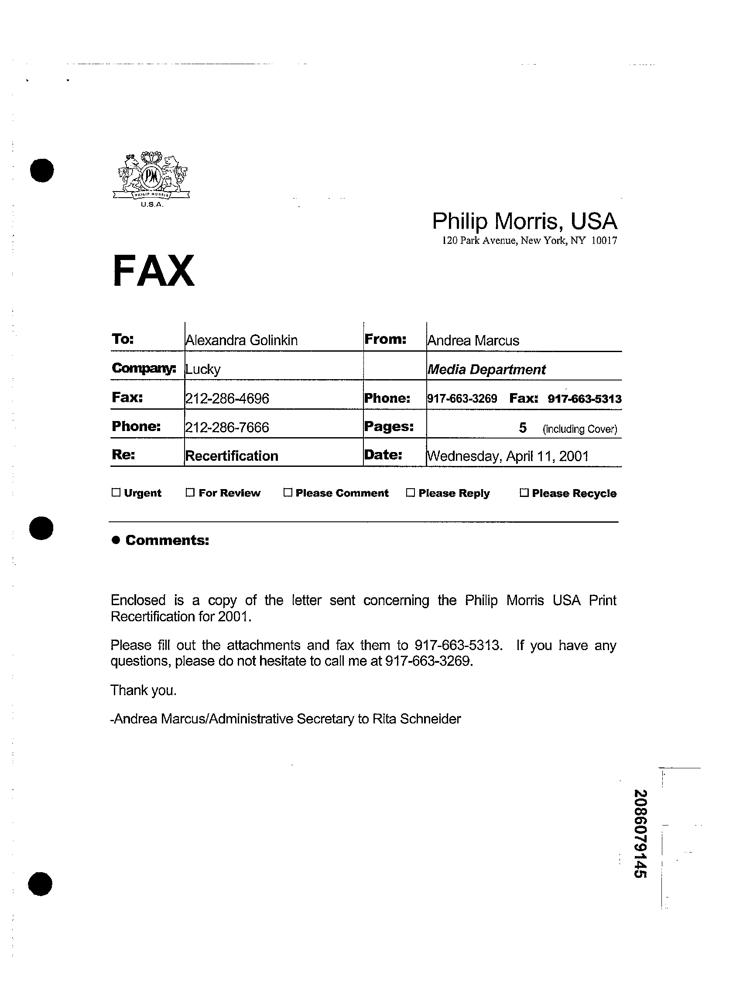 PM
PHILIP MORRIS
U.S.A.
Philip Morris, USA
120 Park Avenue, New York, NY 10017
FAX
To: Alexandra Golinkin From: Andrea Marcus
Company: Lucky Media Department
Fax: 212-286-4696 Phone: 917-663-3269 Fax: 917-663-5313
Phone: 212-286-7666 Pages: 5 (including Cover)
Re: Recertification Date: Wednesday, April 11, 2001
☐ Urgent ☐ For Review ☐ Please Comment ☐ Please Reply ☐ Please Recycle
● Comments:
Enclosed is a copy of the letter sent concerning the Philip Morris USA Print
Recertification for 2001.
Please fill out the attachments and fax them to 917-663-5313. If you have any
questions, please do not hesitate to call me at 917-663-3269.
Thank you.
-Andrea Marcus/Administrative Secretary to Rita Schneider
2086079145